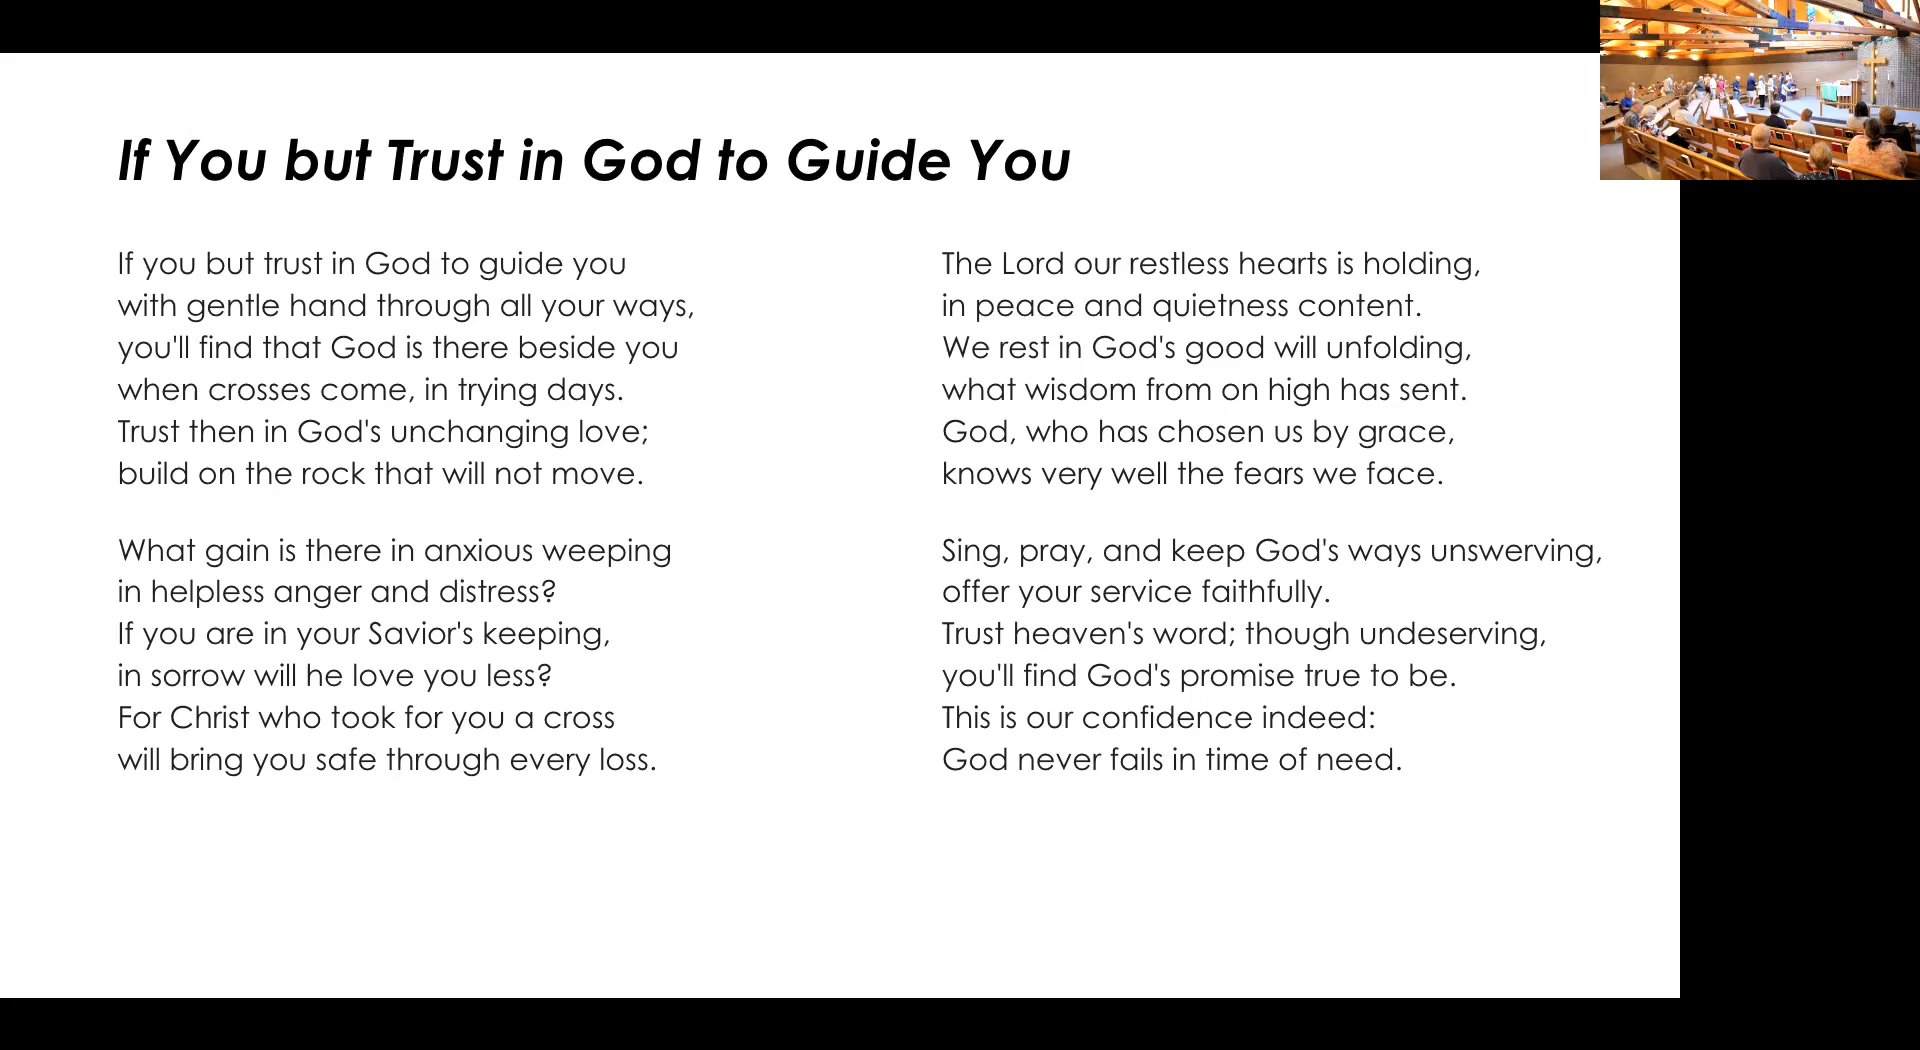 If You but Trust in God to Guide You
If you but trust in God to guide you
with gentle hand through all your ways,
you'll find that God is there beside you
when crosses come, in trying days.
Trust then in God's unchanging love;
build on the rock that will not move.
What gain is there in anxious weeping
in helpless anger and distress?
If you are in your Savior's keeping,
in sorrow will he love you less?
For Christ who took for you a cross
will bring you safe through every loss.
The Lord our restless hearts is holding,
in peace and quietness content.
We rest in God's good will unfolding,
what wisdom from on high has sent.
God, who has chosen us by grace,
knows very well the fears we face.
Sing, pray, and keep God's ways unswerving,
offer your service faithfully.
Trust heaven's word; though undeserving,
you'll find God's promise true to be.
This is our confidence indeed:
God never fails in time of need.